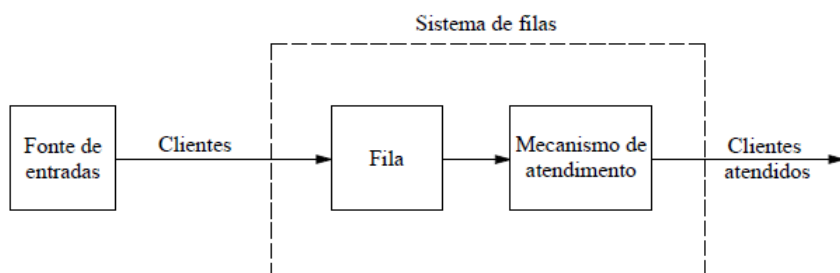 Sistema de filas
Fonte de
entradas
Clientes
Fila
Mecanismo de
atendimento
Clientes
atendidos